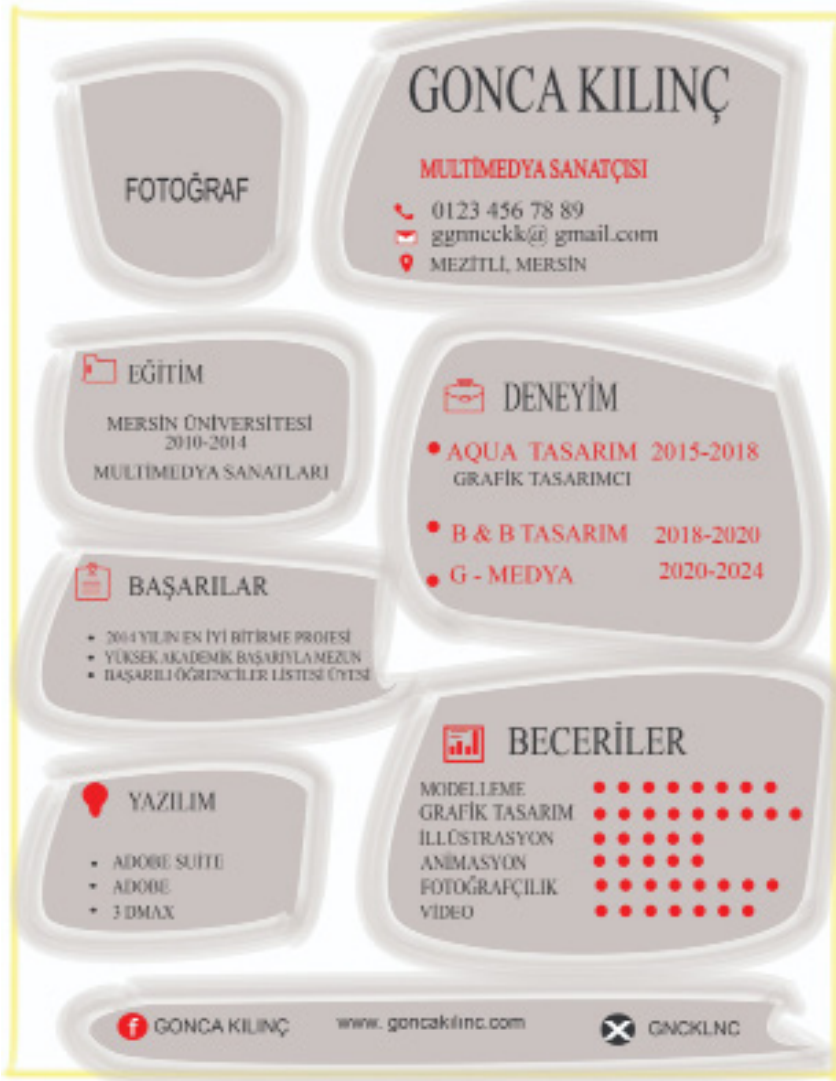 FOTOĞRAF
GONCA KILINÇ
MULTİMEDYA SANATÇISI
0123 456 78 89
ggnncckk@ gmail.com
MEZİTLİ, MERSİN
EĞİTİM
MERSİN ÜNİVERSİTESİ
2010-2014
MULTİMEDYA SANATLARI
DENEYİM
AQUA TASARIM 2015-2018
GRAFİK TASARIMCI
B & B TASARIM 2018-2020
G - MEDYA 2020-2024
BAŞARILAR
2014 YILIN EN İYİ BİTİRME PROJESİ
YÜKSEK AKADEMİK BAŞARIYLA MEZUN
BAŞARILI ÖĞRENCİLER LİSTESİ ÜYESİ
BECERİLER
MODELLEME
GRAFİK TASARIM
İLLÜSTRASYON
ANİMASYON
FOTOĞRAFÇILIK
VİDEO
YAZILIM
ADOBE SUİTE
ADOBE
3 DMAX
GONCA KILINÇ www. goncakilinc.com GNCKLNC